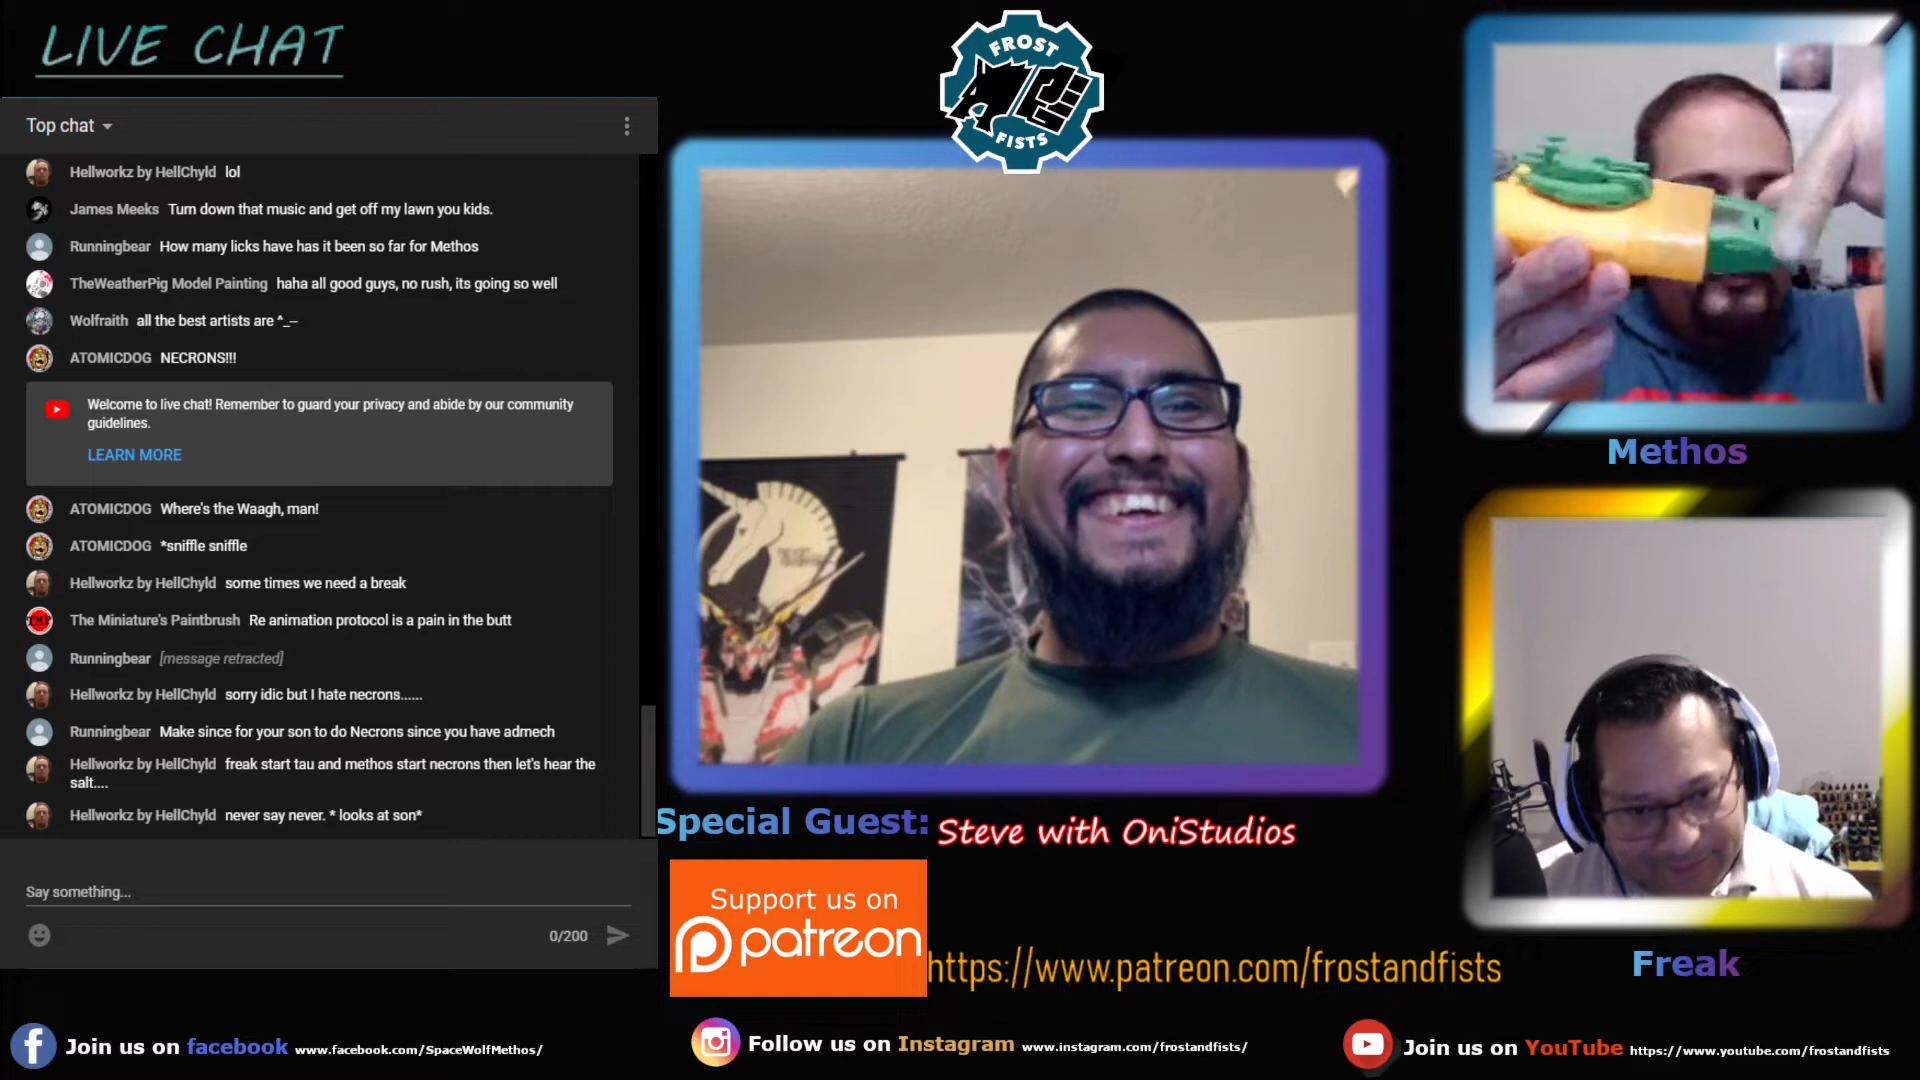 LIVE CHAT
FROST
FISTS
Top chat
Hellworkz by HellChyld lol
James Meeks Turn down that music and get off my lawn you kids.
Runningbear How many licks have has it been so far for Methos
TheWeatherPig Model Painting haha all good guys, no rush, its going so well
Wolfraith all the best artists are ^_--
ATOMICDOG NECRONS!!!
Welcome to live chat! Remember to guard your privacy and abide by our community
guidelines.
LEARN MORE
ATOMICDOG Where's the Waagh, man!
ATOMICDOG *sniffle sniffle
Hellworkz by HellChyld some times we need a break
The Miniature's Paintbrush Re animation protocol is a pain in the butt
Runningbear [message retracted]
Hellworkz by HellChyld sorry idic but I hate necrons......
Runningbear Make since for your son to do Necrons since you have admech
Hellworkz by HellChyld freak start tau and methos start necrons then let's hear the
salt....
Hellworkz by HellChyld never say never. * looks at son*
Say something...
0/200
Methos
Special Guest: Steve with OniStudios
Support us on
patreon
https://www.patreon.com/frostandfists
Freak
Join us on facebook www.facebook.com/SpaceWolfMethos/
Follow us on Instagram www.instagram.com/frostandfists/
Join us on YouTube https://www.youtube.com/frostandfists